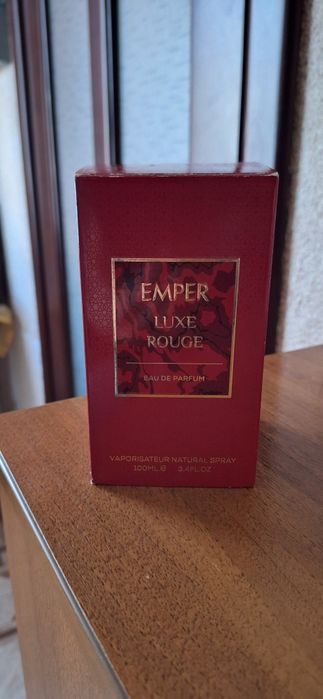 EMPER
LUXE
ROUGE
EAU DE PARFUM
VAPORISATEUR NATURAL SPRAY
100ML ℮ 3.4FL.OZ